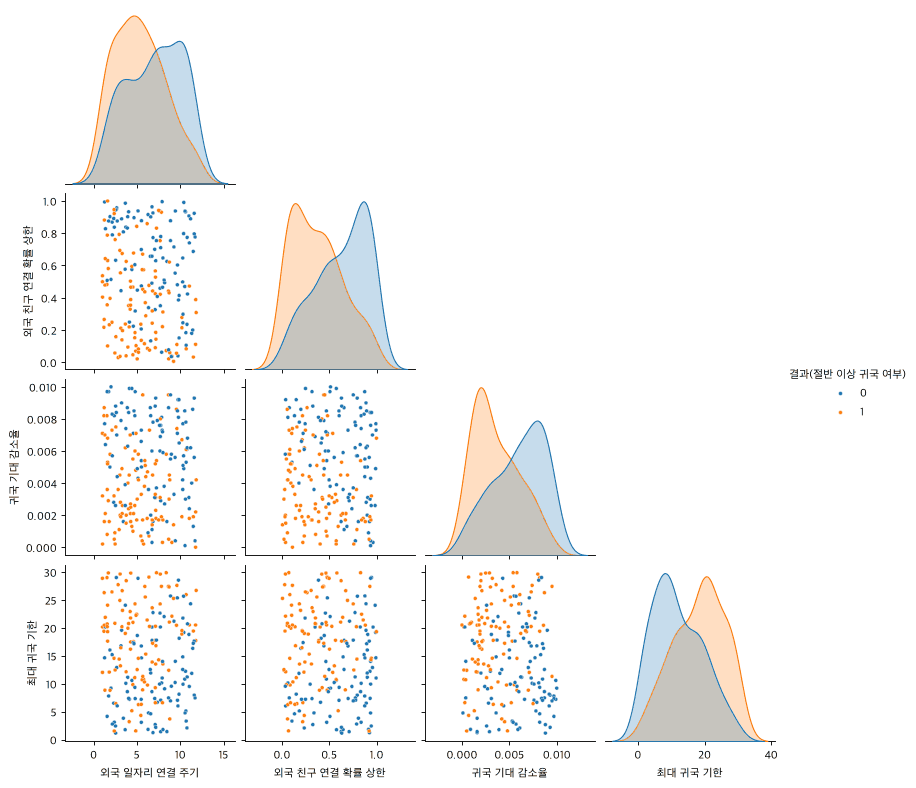 1.0
0.8
0.6
0.4
0.2
0.0
외국 친구 연결 확률 상한
0.010
0.008
0.006
0.004
0.002
0.000
귀국 기대 감소율
30
25
20
15
10
5
0
최대 귀국 기한
0 5 10 15
외국 일자리 연결 주기
0.0 0.5 1.0
외국 친구 연결 확률 상한
0.000 0.005 0.010
귀국 기대 감소율
0 20 40
최대 귀국 기한
결과(절반 이상 귀국 여부)
0
1